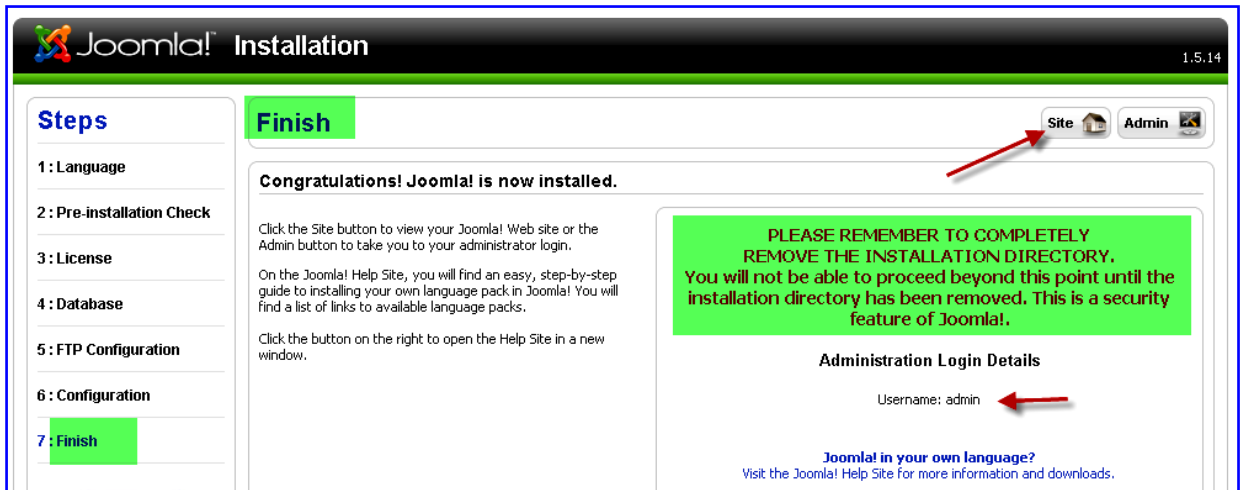 Joomla!™ Installation
1.5.14
Steps
1 : Language
2 : Pre-installation Check
3 : License
4 : Database
5 : FTP Configuration
6 : Configuration
7 : Finish
Finish
Site
Admin
Congratulations! Joomla! is now installed.
Click the Site button to view your Joomla! Web site or the
Admin button to take you to your administrator login.
On the Joomla! Help Site, you will find an easy, step-by-step
guide to installing your own language pack in Joomla! You will
find a list of links to available language packs.
Click the button on the right to open the Help Site in a new
window.
PLEASE REMEMBER TO COMPLETELY
REMOVE THE INSTALLATION DIRECTORY.
You will not be able to proceed beyond this point until the
installation directory has been removed. This is a security
feature of Joomla!.
Administration Login Details
Username: admin
Joomla! in your own language?
Visit the Joomla! Help Site for more information and downloads.